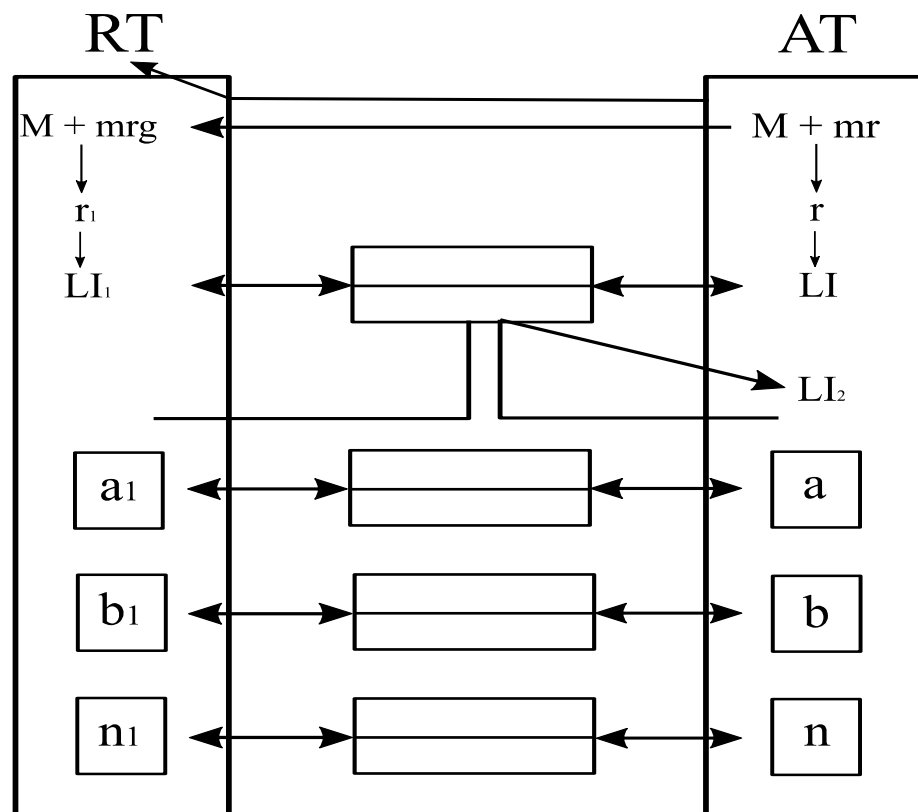 RT AT
M + mrg M + mr
r₁ r
LI₁ LI
LI₂
a₁ a
b₁ b
n₁ n